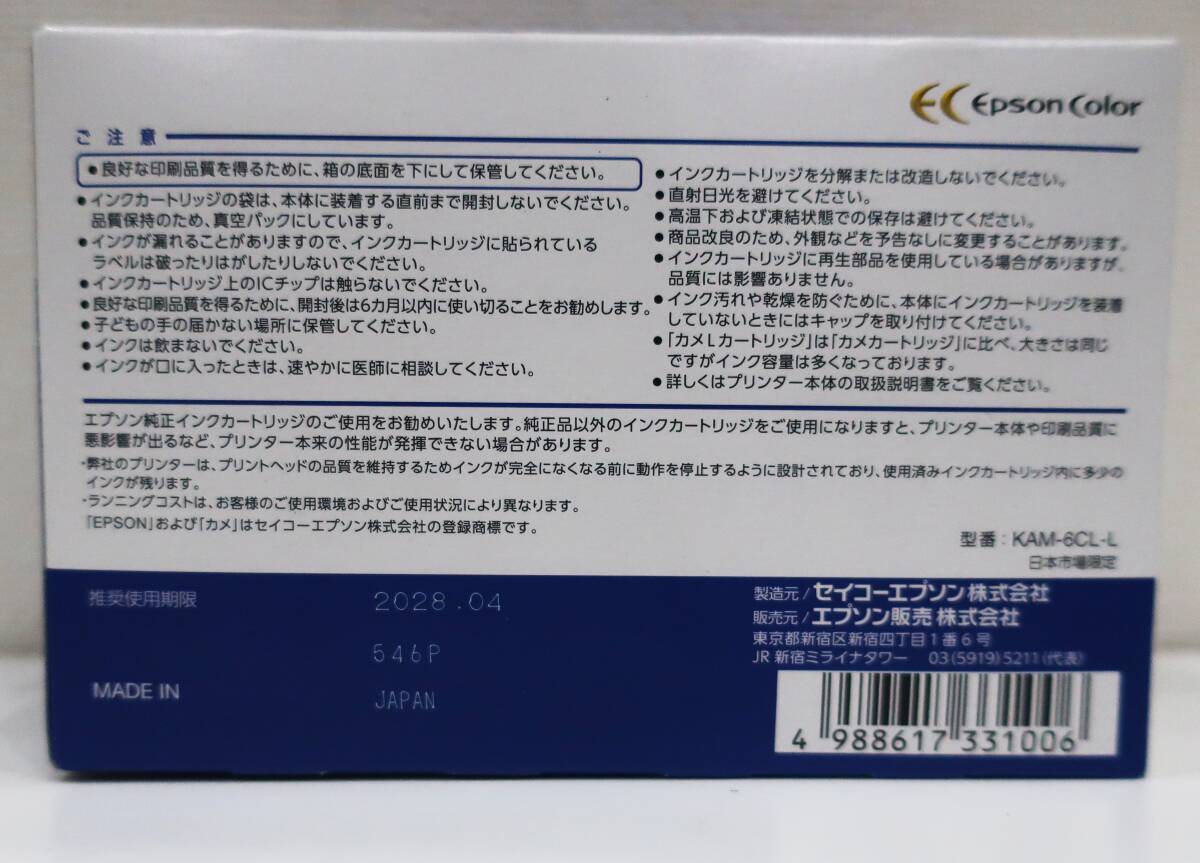 EC Epson Color
ご注意
●良好な印刷品質を得るために、箱の底面を下にして保管してください。
●インクカートリッジの袋は、本体に装着する直前まで開封しないでください。
品質保持のため、真空パックにしています。
●インクが漏れることがありますので、インクカートリッジに貼られている
ラベルは破ったりはがしたりしないでください。
●インクカートリッジ上のICチップは触らないでください。
●良好な印刷品質を得るために、開封後は6カ月以内に使い切ることをお勧めします。
●子どもの手の届かない場所に保管してください。
●インクは飲まないでください。
●インクが口に入ったときは、速やかに医師に相談してください。
●インクカートリッジを分解または改造しないでください。
●直射日光を避けてください。
●高温下および凍結状態での保存は避けてください。
●商品改良のため、外観などを予告なしに変更することがあります。
●インクカートリッジに再生部品を使用している場合がありますが、
品質には影響ありません。
●インク汚れや乾燥を防ぐために、本体にインクカートリッジを装着
していないときにはキャップを取り付けてください。
●「カメLカートリッジ」は「カメカートリッジ」に比べ、大きさは同じ
ですがインク容量は多くなっております。
●詳しくはプリンター本体の取扱説明書をご覧ください。
エプソン純正インクカートリッジのご使用をお勧めいたします。純正品以外のインクカートリッジをご使用になりますと、プリンター本体や印刷品質に
悪影響が出るなど、プリンター本来の性能が発揮できない場合があります。
・弊社のプリンターは、プリントヘッドの品質を維持するためインクが完全になくなる前に動作を停止するように設計されており、使用済みインクカートリッジ内に多少の
インクが残ります。
・ランニングコストは、お客様のご使用環境およびご使用状況により異なります。
「EPSON」および「カメ」はセイコーエプソン株式会社の登録商標です。
型番：KAM-6CL-L
日本市場限定
推奨使用期限 2028.04
546P
MADE IN JAPAN
製造元/セイコーエプソン株式会社
販売元/エプソン販売株式会社
東京都新宿区新宿四丁目1番6号
JR新宿ミライナタワー 03(5919)5211(代表)
4 988617 331006